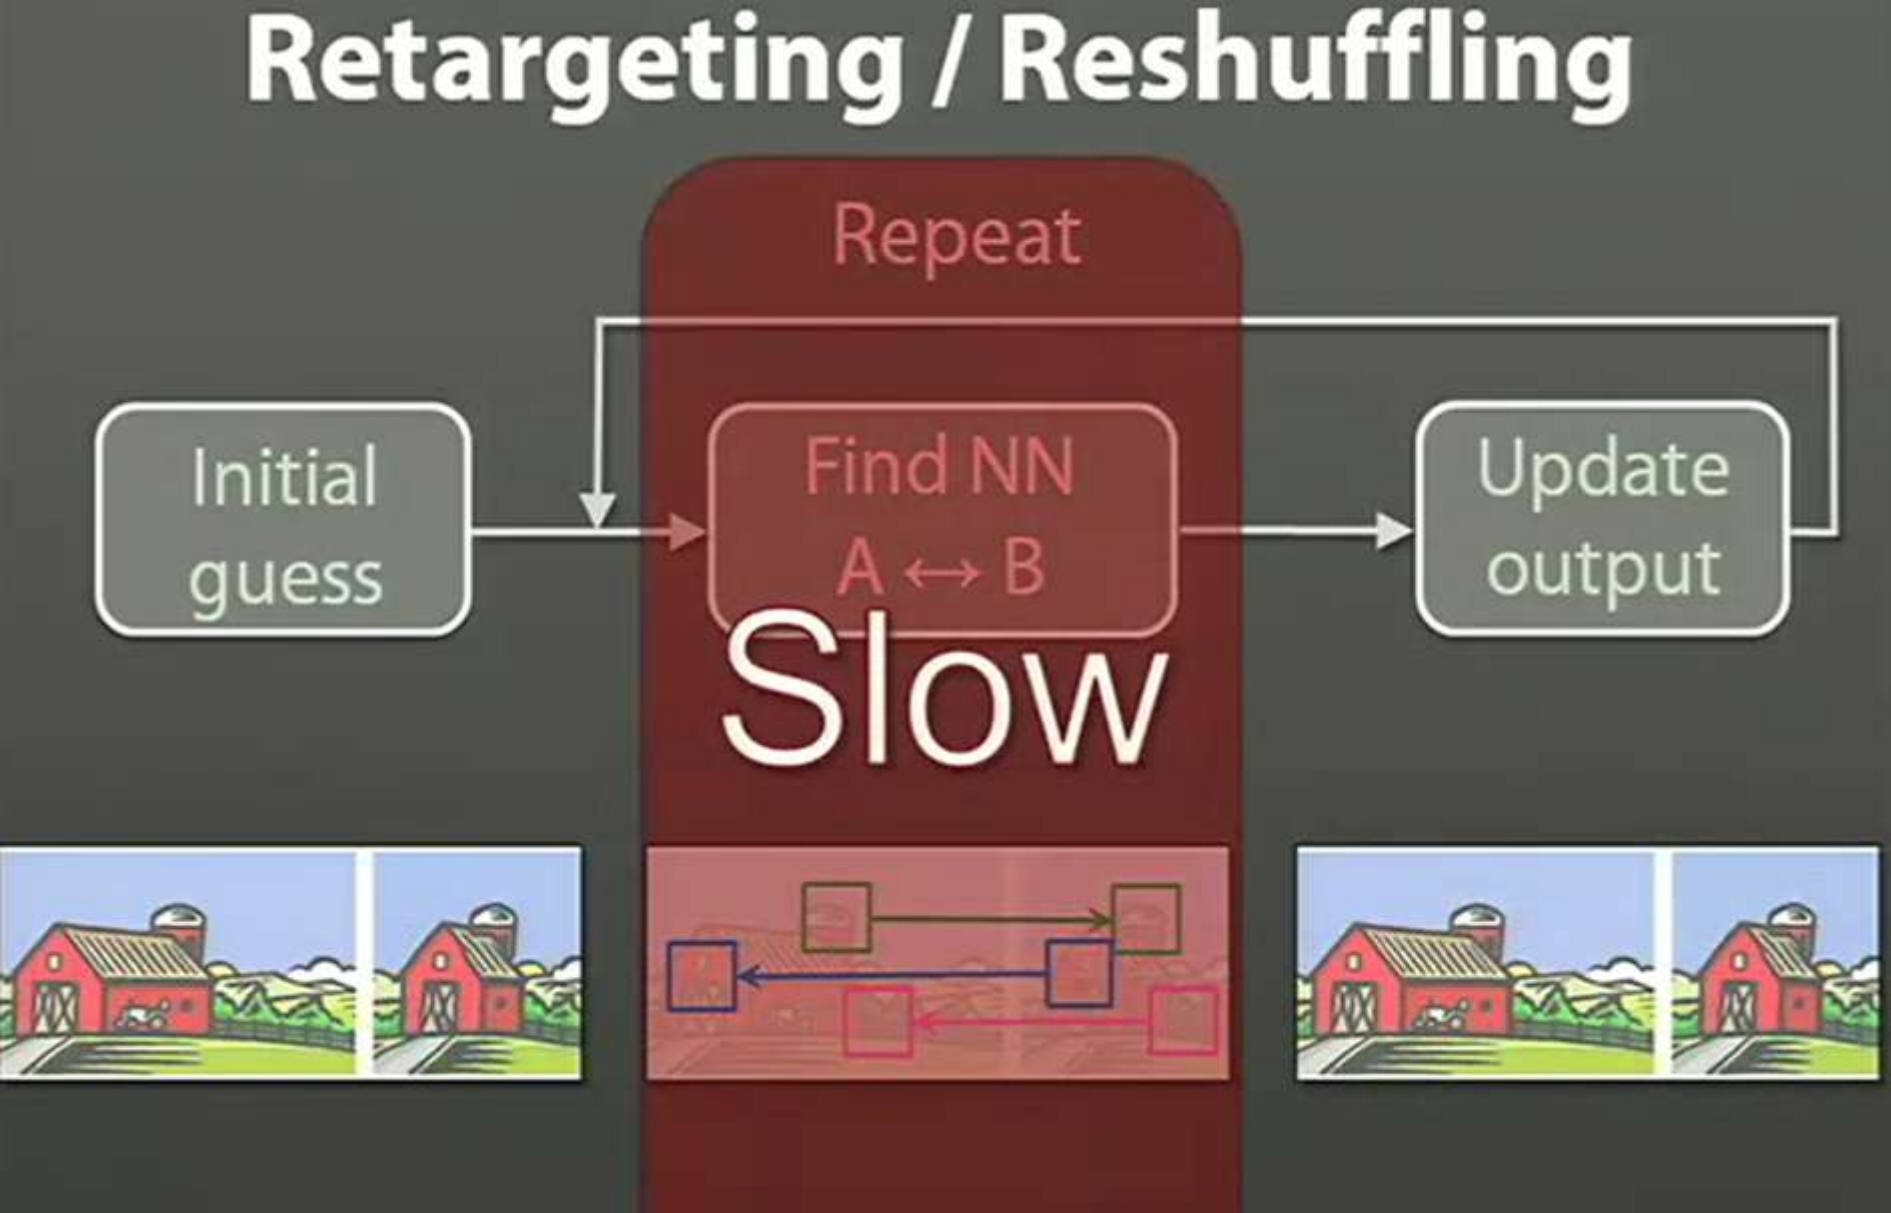 Retargeting / Reshuffling
Repeat
Initial
guess
Find NN
A ↔ B
Update
output
Slow